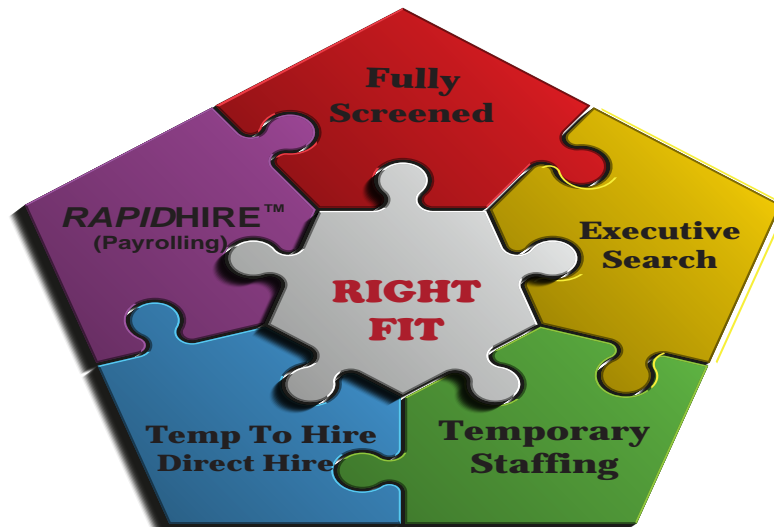 Fully
Screened
RAPIDHIRE™
(Payrolling)
Executive
Search
RIGHT
FIT
Temp To Hire
Direct Hire
Temporary
Staffing